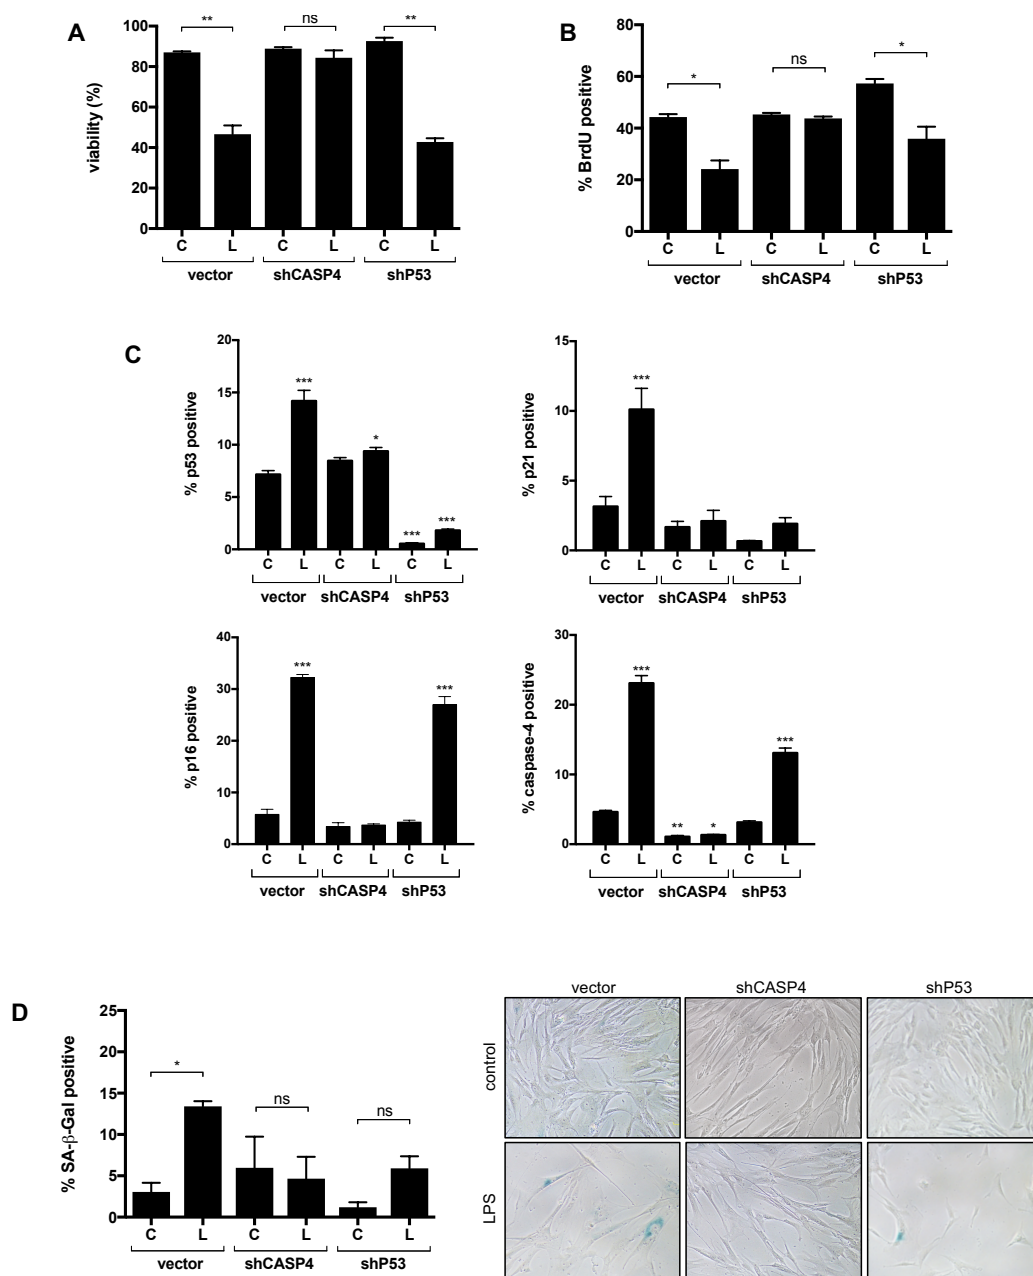 A
viability (%)
100
80
60
40
20
0
** ns **
C L C L C L
vector shCASP4 shP53
B
% BrdU positive
80
60
40
20
0
* ns *
C L C L C L
vector shCASP4 shP53
C
% p53 positive
20
15
10
5
0
*** * *** ***
C L C L C L
vector shCASP4 shP53
% p21 positive
15
10
5
0
***
C L C L C L
vector shCASP4 shP53
% p16 positive
40
30
20
10
0
*** ***
C L C L C L
vector shCASP4 shP53
% caspase-4 positive
30
20
10
0
*** ** * ***
C L C L C L
vector shCASP4 shP53
D
% SA-β-Gal positive
25
20
15
10
5
0
* ns ns
C L C L C L
vector shCASP4 shP53
vector shCASP4 shP53
control
LPS